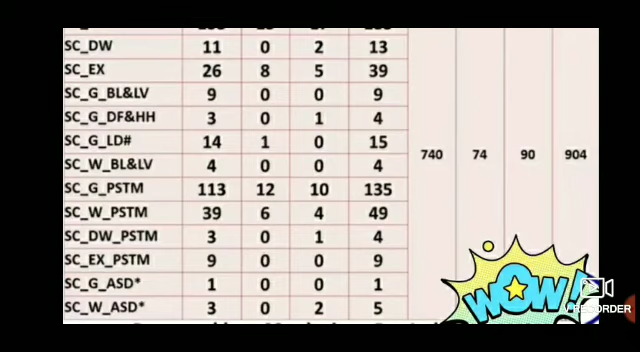 SC_DW 11 0 2 13
SC_EX 26 8 5 39
SC_G_BL&LV 9 0 0 9
SC_G_DF&HH 3 0 1 4
SC_G_LD# 14 1 0 15
SC_W_BL&LV 4 0 0 4
740 74 90 904
SC_G_PSTM 113 12 10 135
SC_W_PSTM 39 6 4 49
SC_DW_PSTM 3 0 1 4
SC_EX_PSTM 9 0 0 9
SC_G_ASD* 1 0 0 1
SC_W_ASD* 3 0 2 5
WOW!
RECORDER